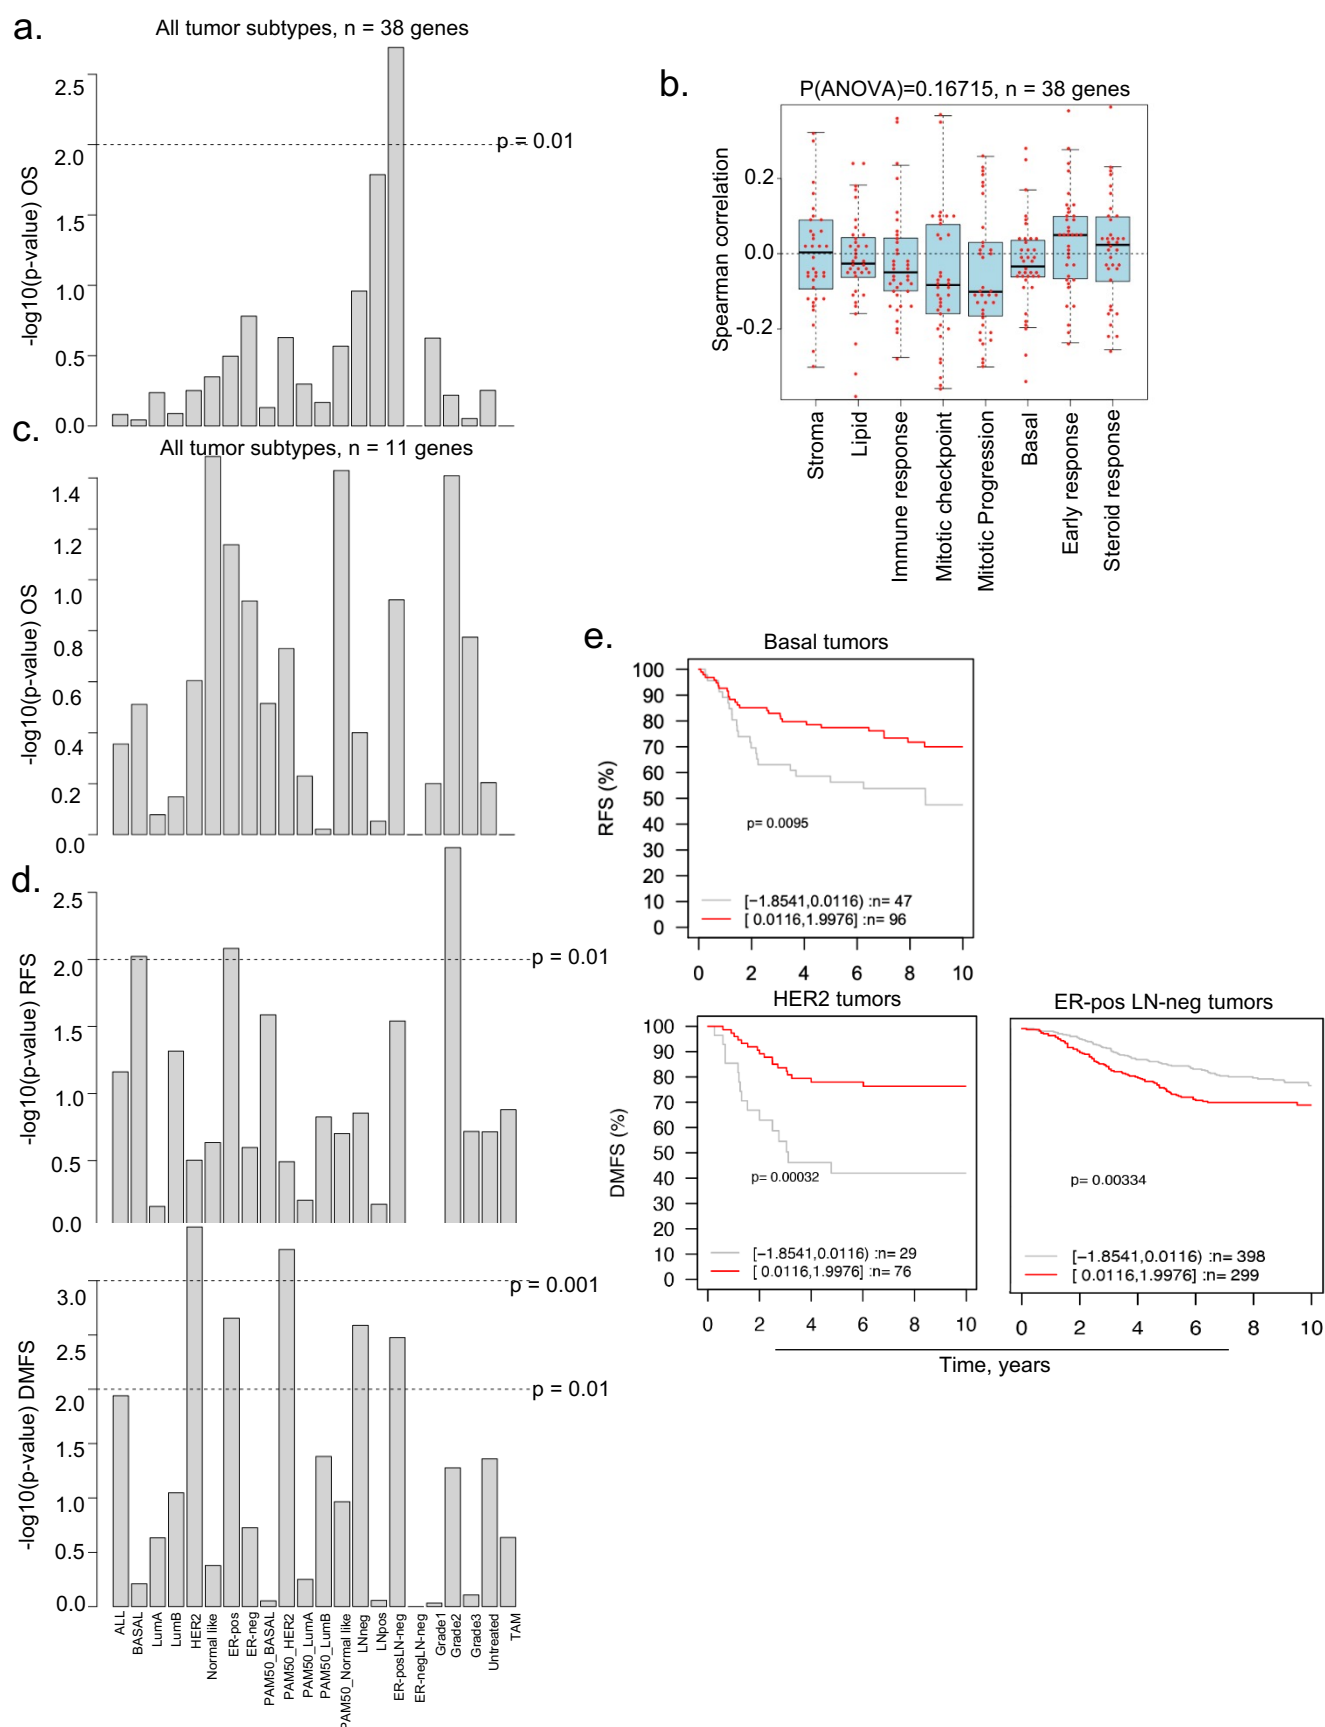 a.
All tumor subtypes, n = 38 genes
-log10(p-value) OS
2.5
2.0
1.5
1.0
0.5
0.0
p = 0.01
b.
P(ANOVA)=0.16715, n = 38 genes
Spearman correlation
0.2
0.0
-0.2
Stroma
Lipid
Immune response
Mitotic checkpoint
Mitotic Progression
Basal
Early response
Steroid response
c.
All tumor subtypes, n = 11 genes
-log10(p-value) OS
1.4
1.2
1.0
0.8
0.6
0.4
0.2
0.0
d.
-log10(p-value) RFS
2.5
2.0
1.5
1.0
0.5
0.0
p = 0.01
-log10(p-value) DMFS
3.0
2.5
2.0
1.5
1.0
0.5
0.0
p = 0.001
p = 0.01
ALL
BASAL
LumA
LumB
HER2
Normal like
ER-pos
ER-neg
PAM50_BASAL
PAM50_HER2
PAM50_LumA
PAM50_LumB
PAM50_Normal like
LNneg
LNpos
ER-posLN-neg
ER-negLN-neg
Grade1
Grade2
Grade3
Untreated
TAM
e.
Basal tumors
RFS (%)
100
90
80
70
60
50
40
30
20
10
0
p= 0.0095
[−1.8541,0.0116) :n= 47
[ 0.0116,1.9976] :n= 96
0 2 4 6 8 10
HER2 tumors
DMFS (%)
100
90
80
70
60
50
40
30
20
10
0
p= 0.00032
[−1.8541,0.0116) :n= 29
[ 0.0116,1.9976] :n= 76
0 2 4 6 8 10
ER-pos LN-neg tumors
p= 0.00334
[−1.8541,0.0116) :n= 398
[ 0.0116,1.9976] :n= 299
0 2 4 6 8 10
Time, years